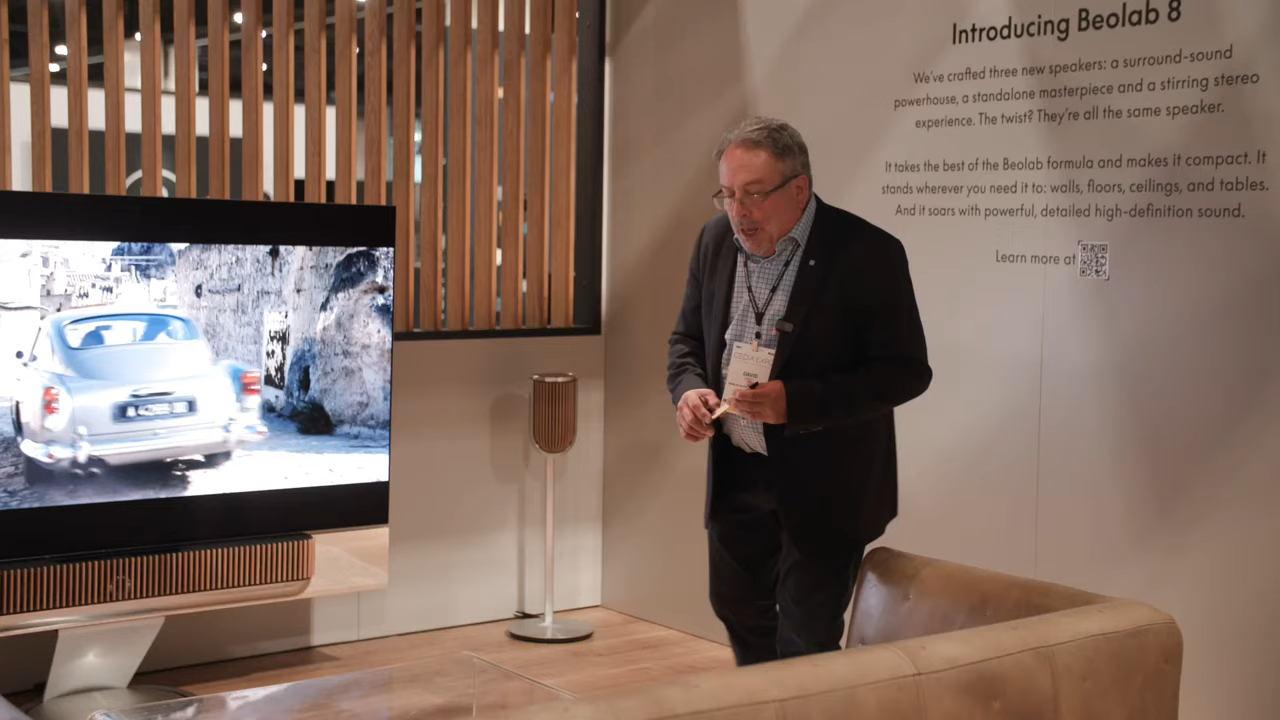 Introducing Beolab 8
We've crafted three new speakers: a surround-sound
powerhouse, a standalone masterpiece and a stirring stereo
experience. The twist? They're all the same speaker.
It takes the best of the Beolab formula and makes it compact. It
stands wherever you need it to: walls, floors, ceilings, and tables.
And it soars with powerful, detailed high-definition sound.
Learn more at
CEDIA EXPO
DAVID